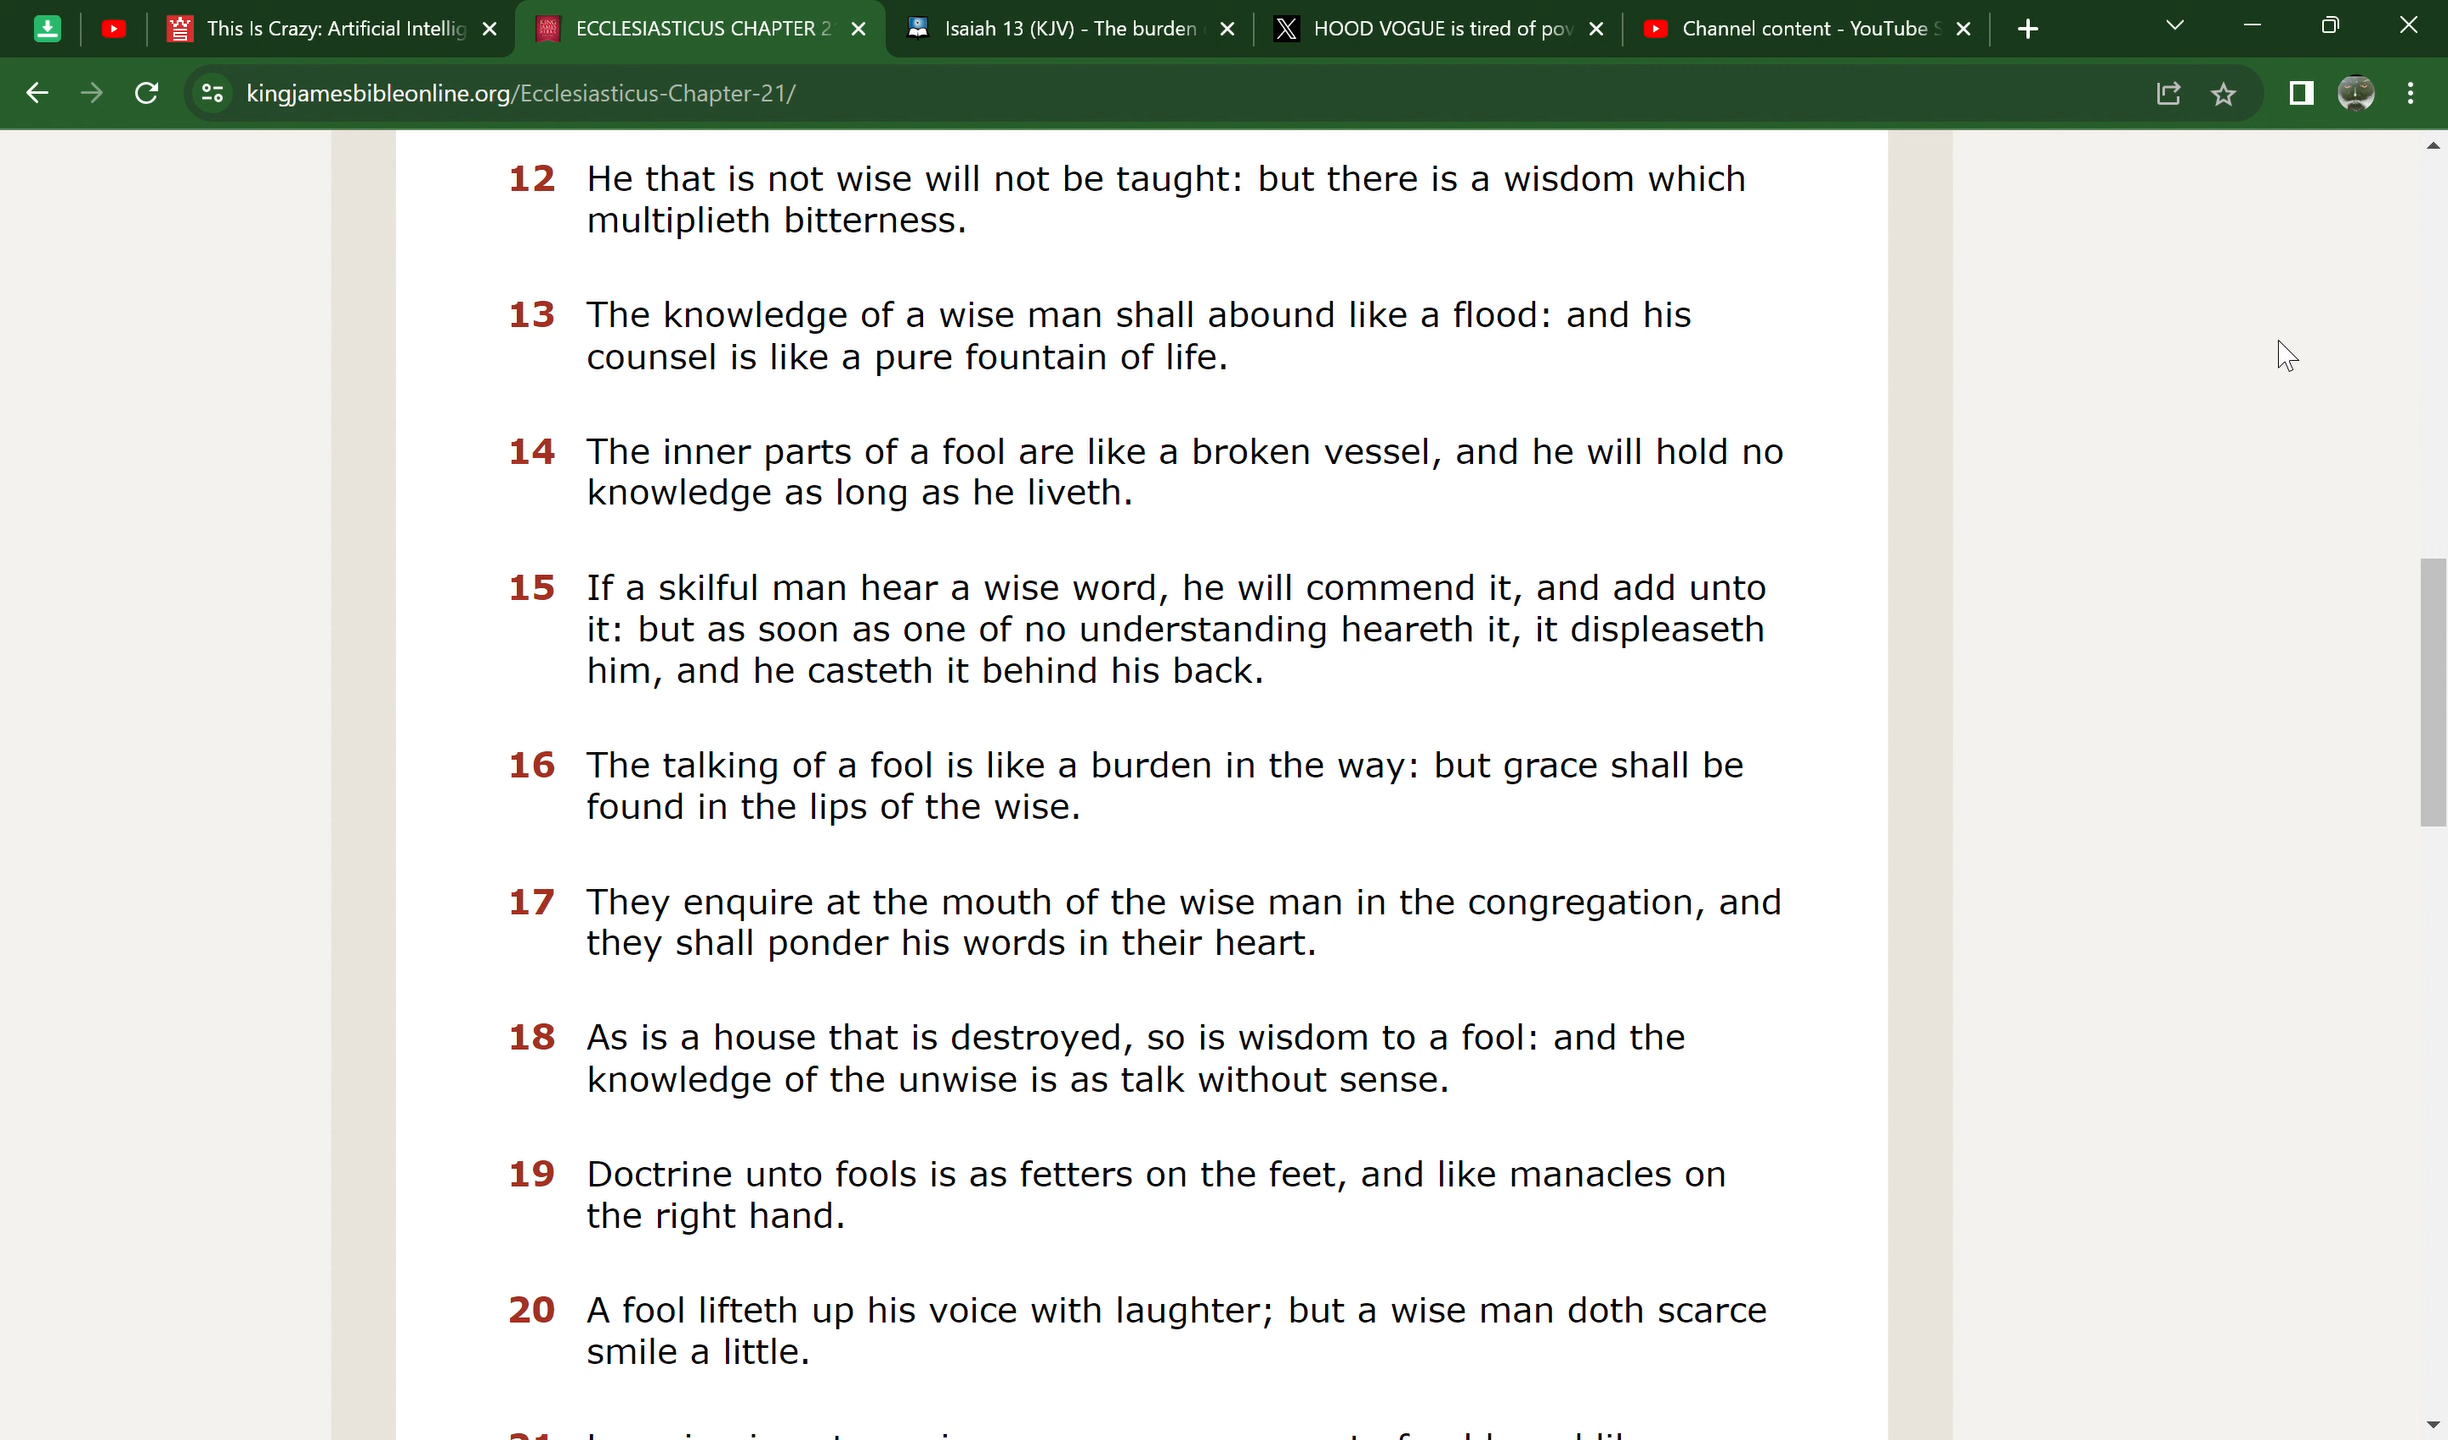 This Is Crazy: Artificial Intellig
ECCLESIASTICUS CHAPTER 2
Isaiah 13 (KJV) - The burden
HOOD VOGUE is tired of pov
Channel content - YouTube S
kingjamesbibleonline.org/Ecclesiasticus-Chapter-21/
12 He that is not wise will not be taught: but there is a wisdom which
multiplieth bitterness.
13 The knowledge of a wise man shall abound like a flood: and his
counsel is like a pure fountain of life.
14 The inner parts of a fool are like a broken vessel, and he will hold no
knowledge as long as he liveth.
15 If a skilful man hear a wise word, he will commend it, and add unto
it: but as soon as one of no understanding heareth it, it displeaseth
him, and he casteth it behind his back.
16 The talking of a fool is like a burden in the way: but grace shall be
found in the lips of the wise.
17 They enquire at the mouth of the wise man in the congregation, and
they shall ponder his words in their heart.
18 As is a house that is destroyed, so is wisdom to a fool: and the
knowledge of the unwise is as talk without sense.
19 Doctrine unto fools is as fetters on the feet, and like manacles on
the right hand.
20 A fool lifteth up his voice with laughter; but a wise man doth scarce
smile a little.